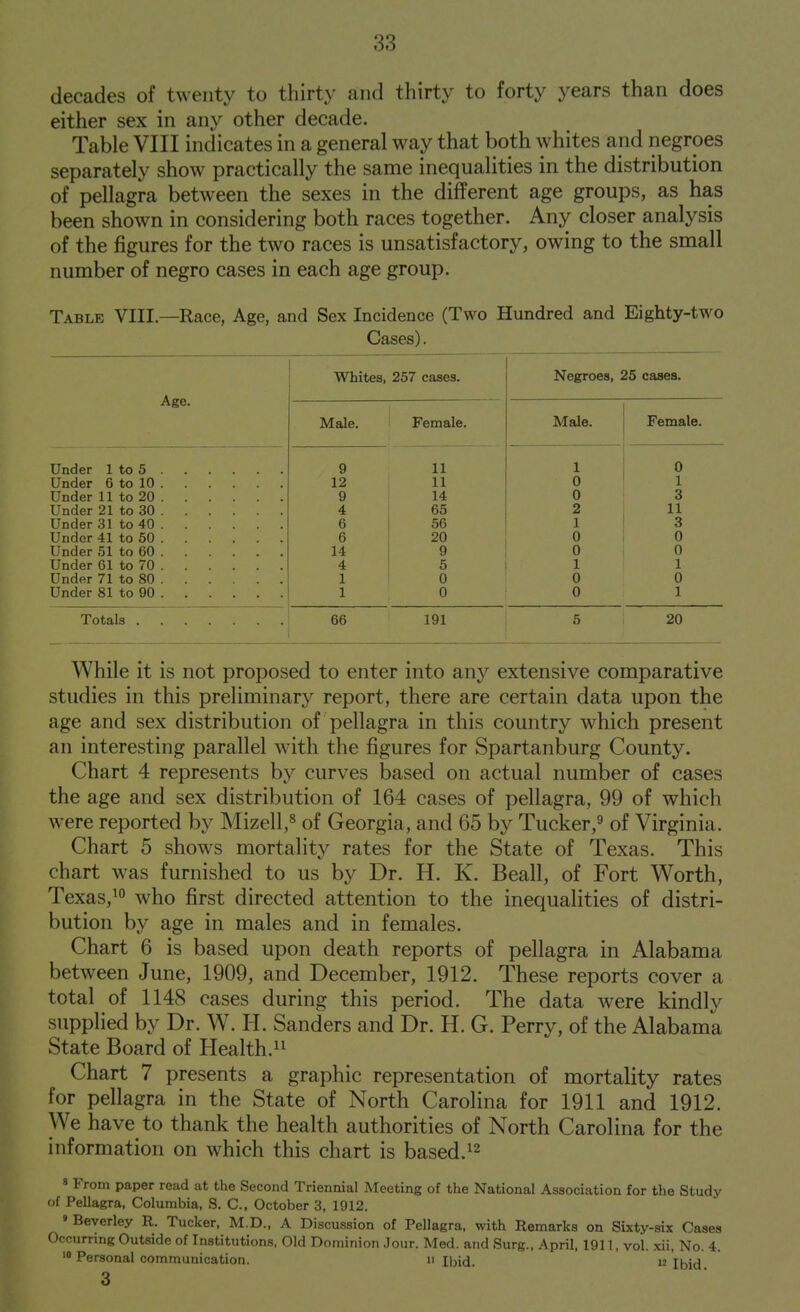 33
decades of twenty to thirty and thirty to forty years than does
either sex in any other decade.
Table VIII indicates in a general way that both whites and negroes
separately show practically the same inequalities in the distribution
of pellagra between the sexes in the different age groups, as has
been shown in considering both races together. Any closer analysis
of the figures for the two races is unsatisfactory, owing to the small
number of negro cases in each age group.
Table VIII.—Race, Age, and Sex Incidence (Two Hundred and Eighty-two
Cases).
Age. Whites, 257 cases. Negroes, 25 cases.
Male. Female. Male. Female.
Under 1 to 5 . . . . . . 9 11 1 0
Under 6 to 10 . . . . . . 12 11 0 1
Under 11 to 20 . . . . . . 9 14 0 3
Under 21 to 30 . . . . . . 4 65 2 11
Under 31 to 40 . . . . . . 6 56 1 3
Under 41 to 50 . . . . . . 6 20 0 0
Under 51 to 60 . . . . . . 14 9 0 0
Under 61 to 70 . . . . . . 4 5 1 1
Under 71 to 80 . . . . . . 1 0 0 0
Under 81 to 90 . . . . . . 1 0 0 1
Totals . . . . . . . 66 191 5 20
While it is not proposed to enter into any extensive comparative
studies in this preliminary report, there are certain data upon the
age and sex distribution of pellagra in this country which present
an interesting parallel with the figures for Spartanburg County.
Chart 4 represents by curves based on actual number of cases
the age and sex distribution of 164 cases of pellagra, 99 of which
were reported by Mizell,⁸ of Georgia, and 65 by Tucker,⁹ of Virginia.
Chart 5 shows mortality rates for the State of Texas. This
chart was furnished to us by Dr. H. K. Beall, of Fort Worth,
Texas,¹⁰ who first directed attention to the inequalities of distri-
bution by age in males and in females.
Chart 6 is based upon death reports of pellagra in Alabama
between June, 1909, and December, 1912. These reports cover a
total of 1148 cases during this period. The data were kindly
supplied by Dr. W. H. Sanders and Dr. H. G. Perry, of the Alabama
State Board of Health.¹¹
Chart 7 presents a graphic representation of mortality rates
for pellagra in the State of North Carolina for 1911 and 1912.
We have to thank the health authorities of North Carolina for the
information on which this chart is based.¹²
⁸ From paper read at the Second Triennial Meeting of the National Association for the Study
of Pellagra, Columbia, S. C., October 3, 1912.
⁹ Beverley R. Tucker, M.D., A Discussion of Pellagra, with Remarks on Sixty-six Cases
Occurring Outside of Institutions, Old Dominion Jour. Med. and Surg., April, 1911, vol. xii, No. 4.
¹⁰ Personal communication. ¹¹ Ibid. ¹² Ibid.
3